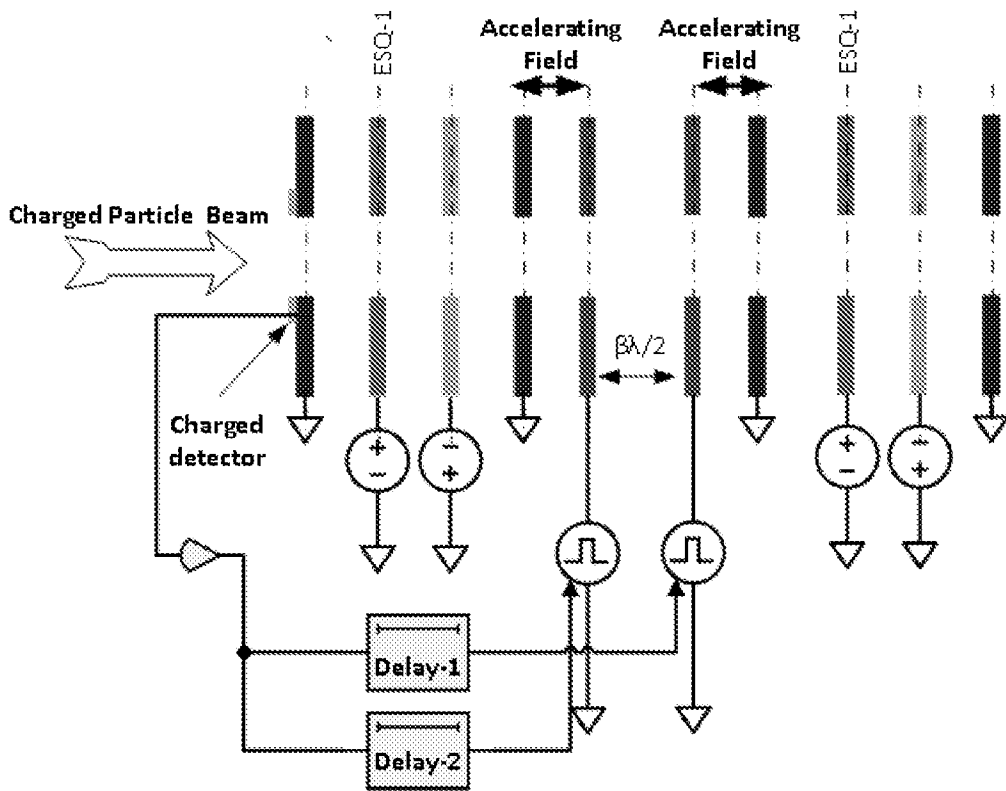 ESQ-1
Accelerating
Field
Accelerating
Field
ESQ-1
Charged Particle Beam
βλ/2
Charged
detector
+
−
−
+
+
−
−
+
Delay-1
Delay-2